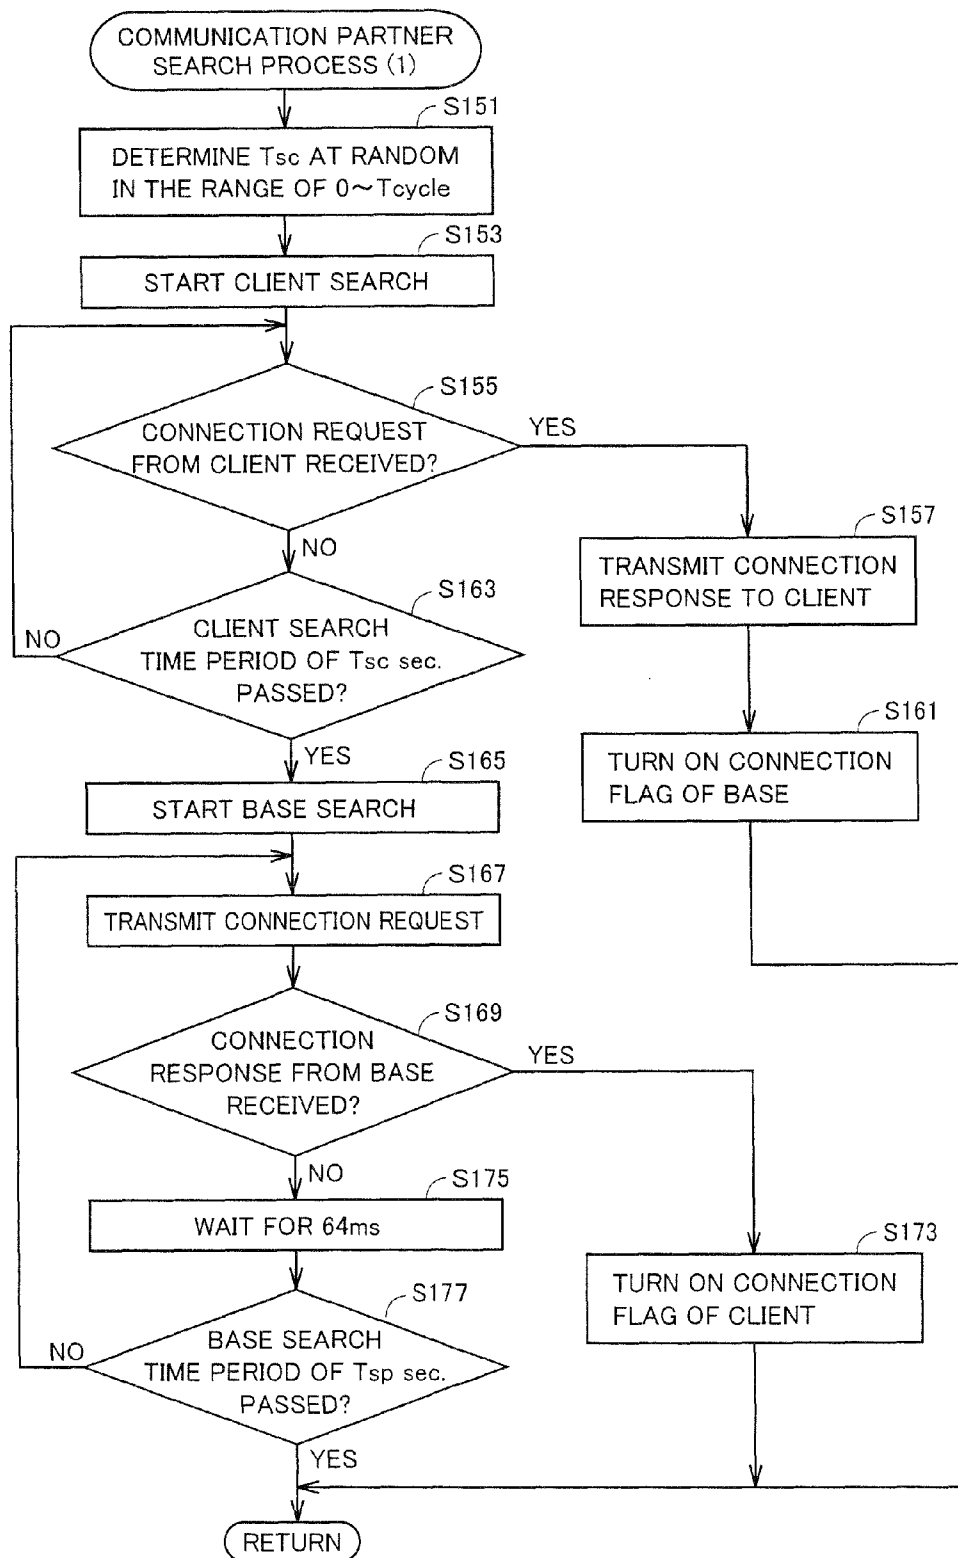 COMMUNICATION PARTNER
SEARCH PROCESS (1)
S151
DETERMINE Tsc AT RANDOM
IN THE RANGE OF 0~Tcycle
S153
START CLIENT SEARCH
S155
CONNECTION REQUEST
FROM CLIENT RECEIVED?
YES
NO
S157
TRANSMIT CONNECTION
RESPONSE TO CLIENT
S163
CLIENT SEARCH
TIME PERIOD OF Tsc sec.
PASSED?
NO
YES
S161
TURN ON CONNECTION
FLAG OF BASE
S165
START BASE SEARCH
S167
TRANSMIT CONNECTION REQUEST
S169
CONNECTION
RESPONSE FROM BASE
RECEIVED?
YES
NO
S175
WAIT FOR 64ms
S173
TURN ON CONNECTION
FLAG OF CLIENT
S177
BASE SEARCH
TIME PERIOD OF Tsp sec.
PASSED?
NO
YES
RETURN